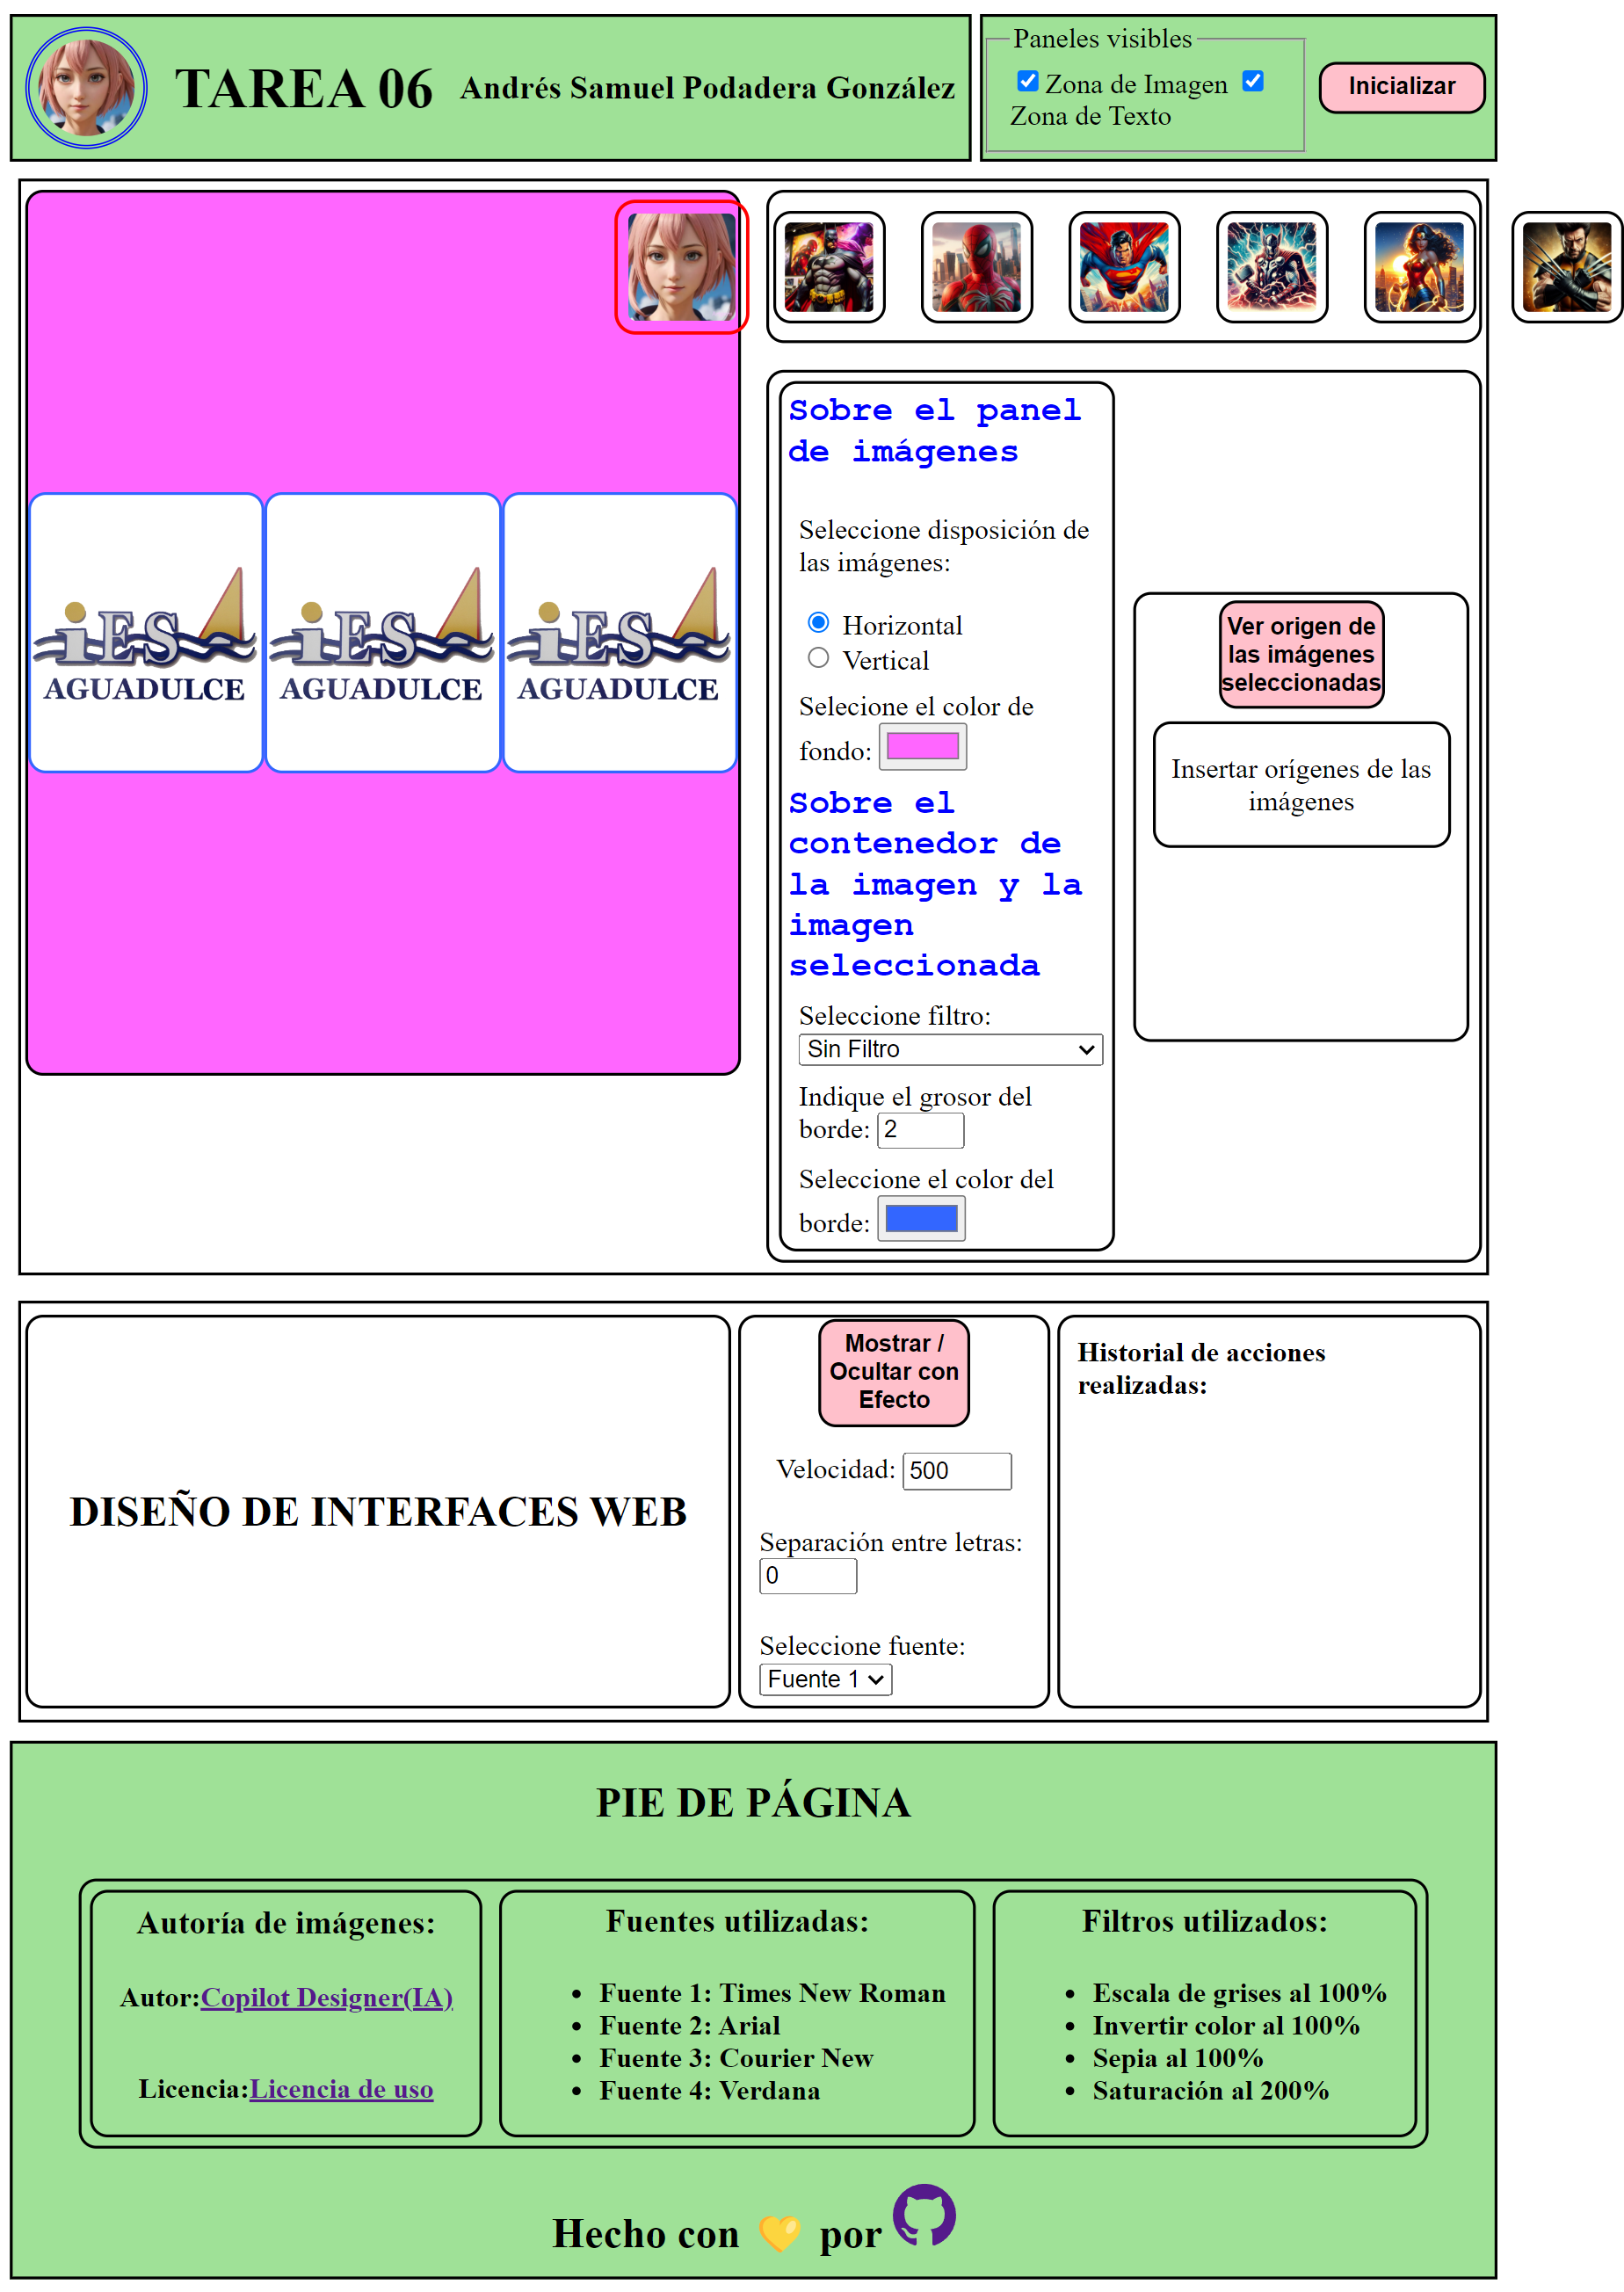 TAREA 06
Andrés Samuel Podadera González
Paneles visibles
Zona de Imagen
Zona de Texto
Inicializar
iES
AGUADULCE
iES
AGUADULCE
iES
AGUADULCE
Sobre el panel
de imágenes
Seleccione disposición de
las imágenes:
Horizontal
Vertical
Selecione el color de
fondo:
Sobre el
contenedor de
la imagen y la
imagen
seleccionada
Seleccione filtro:
Sin Filtro
Indique el grosor del
borde: 2
Seleccione el color del
borde:
Ver origen de
las imágenes
seleccionadas
Insertar orígenes de las
imágenes
DISEÑO DE INTERFACES WEB
Mostrar /
Ocultar con
Efecto
Velocidad: 500
Separación entre letras:
0
Seleccione fuente:
Fuente 1
Historial de acciones
realizadas:
PIE DE PÁGINA
Autoría de imágenes:
Autor:Copilot Designer(IA)
Licencia:Licencia de uso
Fuentes utilizadas:
• Fuente 1: Times New Roman
• Fuente 2: Arial
• Fuente 3: Courier New
• Fuente 4: Verdana
Filtros utilizados:
• Escala de grises al 100%
• Invertir color al 100%
• Sepia al 100%
• Saturación al 200%
Hecho con 💛 por